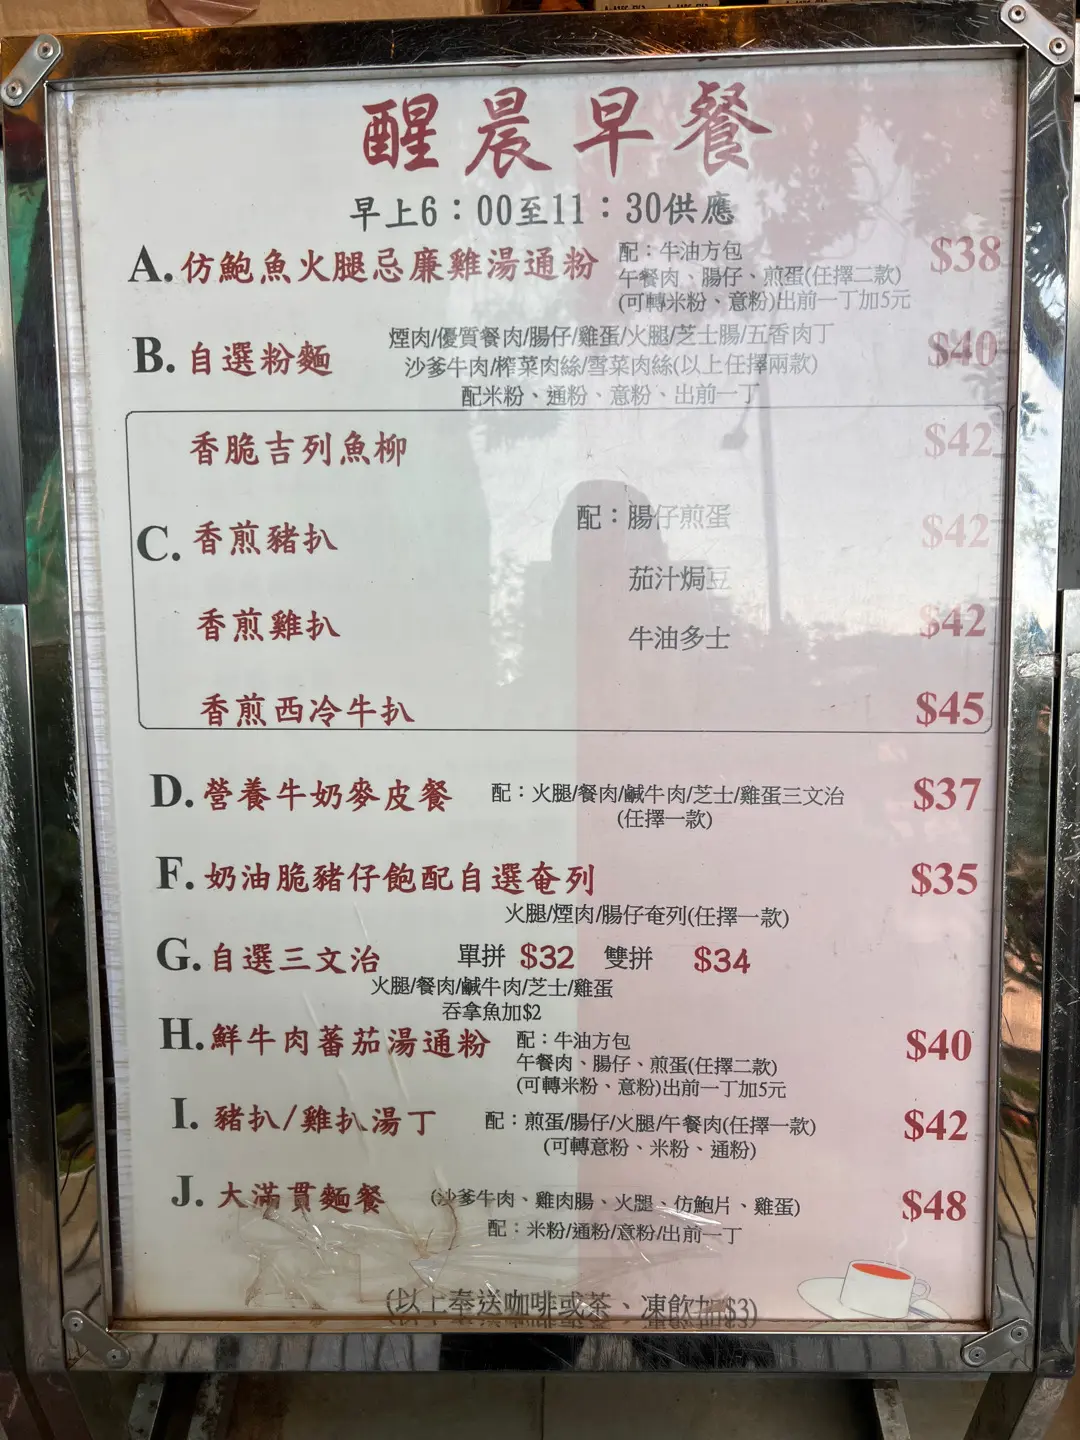 醒晨早餐
早上6：00至11：30供應
A. 仿鮑魚火腿忌廉雞湯通粉 配：牛油方包 $38
午餐肉、腸仔、煎蛋(任擇二款)
(可轉米粉、意粉)出前一丁加5元
B. 自選粉麵 煙肉/優質餐肉/腸仔/雞蛋/火腿/芝士腸/五香肉丁 $40
沙爹牛肉/榨菜肉絲/雪菜肉絲(以上任擇兩款)
配米粉、通粉、意粉、出前一丁
香脆吉列魚柳 $42
C. 香煎豬扒 配：腸仔煎蛋 $42
茄汁焗豆
香煎雞扒 牛油多士 $42
香煎西冷牛扒 $45
D. 營養牛奶麥皮餐 配：火腿/餐肉/鹹牛肉/芝士/雞蛋三文治 $37
(任擇一款)
F. 奶油脆豬仔飽配自選奄列 $35
火腿/煙肉/腸仔奄列(任擇一款)
G. 自選三文治 單拼 $32 雙拼 $34
火腿/餐肉/鹹牛肉/芝士/雞蛋
吞拿魚加$2
H. 鮮牛肉蕃茄湯通粉 配：牛油方包 $40
午餐肉、腸仔、煎蛋(任擇二款)
(可轉米粉、意粉)出前一丁加5元
I. 豬扒/雞扒湯丁 配：煎蛋/腸仔/火腿/午餐肉(任擇一款) $42
(可轉意粉、米粉、通粉)
J. 大滿貫麵餐 (沙爹牛肉、雞肉腸、火腿、仿鮑片、雞蛋) $48
配：米粉/通粉/意粉/出前一丁
(以上奉送咖啡或茶、凍飲加$3)